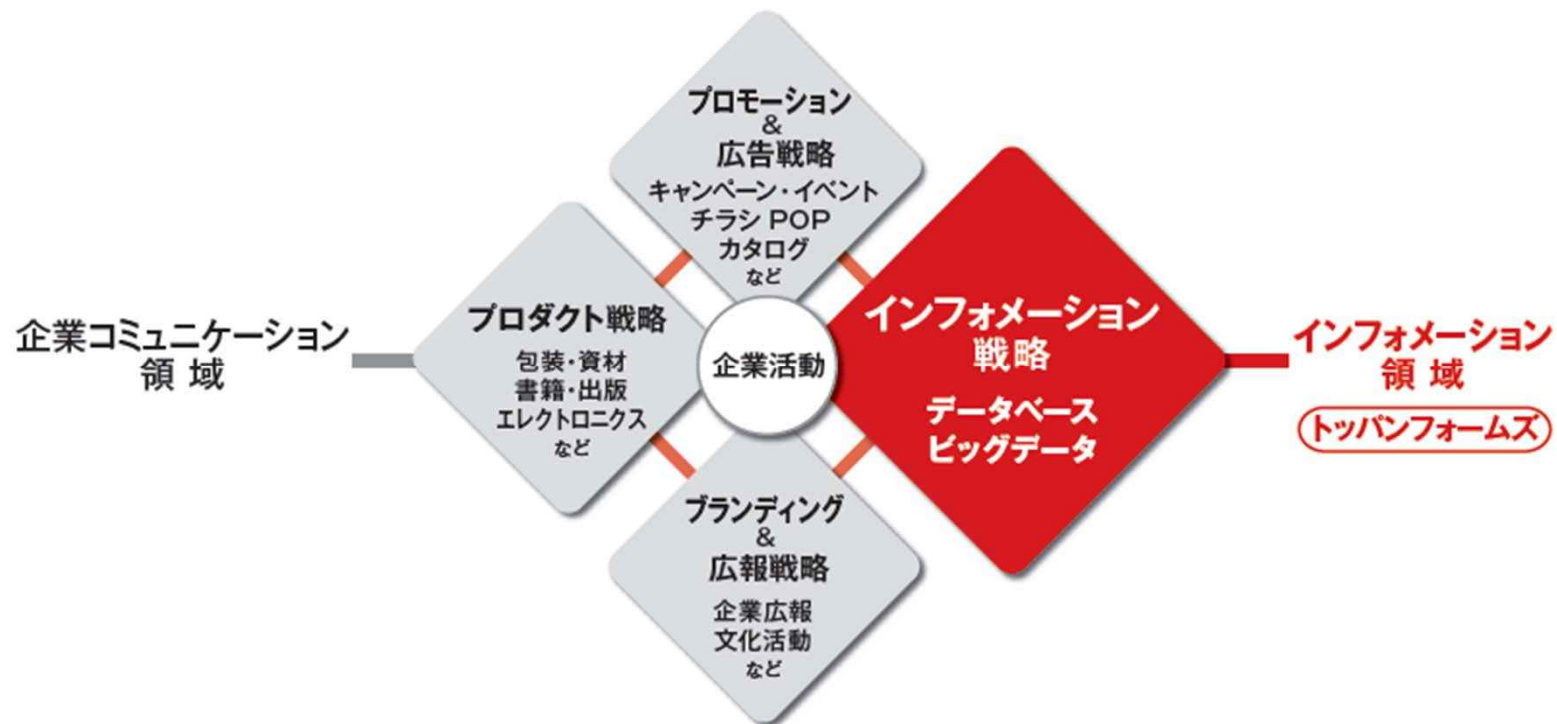 プロモーション
&
広告戦略
キャンペーン・イベント
チラシ POP
カタログ
など
企業コミュニケーション
領 域
プロダクト戦略
包装・資材
書籍・出版
エレクトロニクス
など
企業活動
インフォメーション
戦略
データベース
ビッグデータ
インフォメーション
領 域
トッパンフォームズ
ブランディング
&
広報戦略
企業広報
文化活動
など